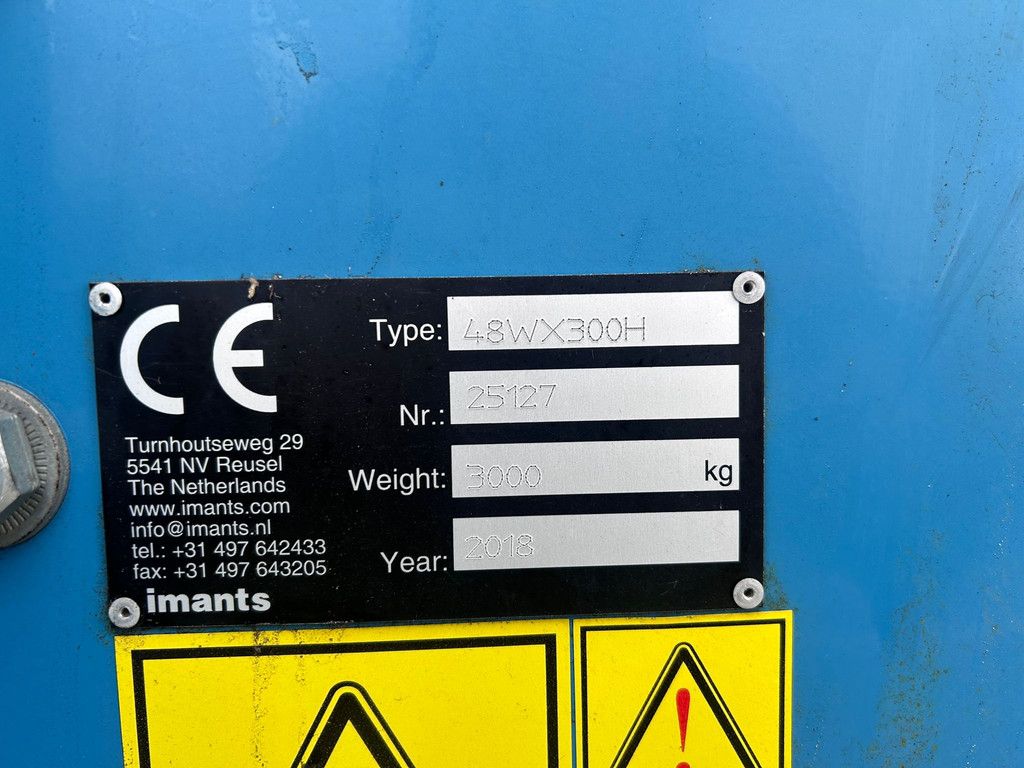 CE
Type: 48WX300H
Nr.: 25127
Weight: 3000 kg
Year: 2018
Turnhoutseweg 29
5541 NV Reusel
The Netherlands
www.imants.com
info@imants.nl
tel.: +31 497 642433
fax: +31 497 643205
imants
!